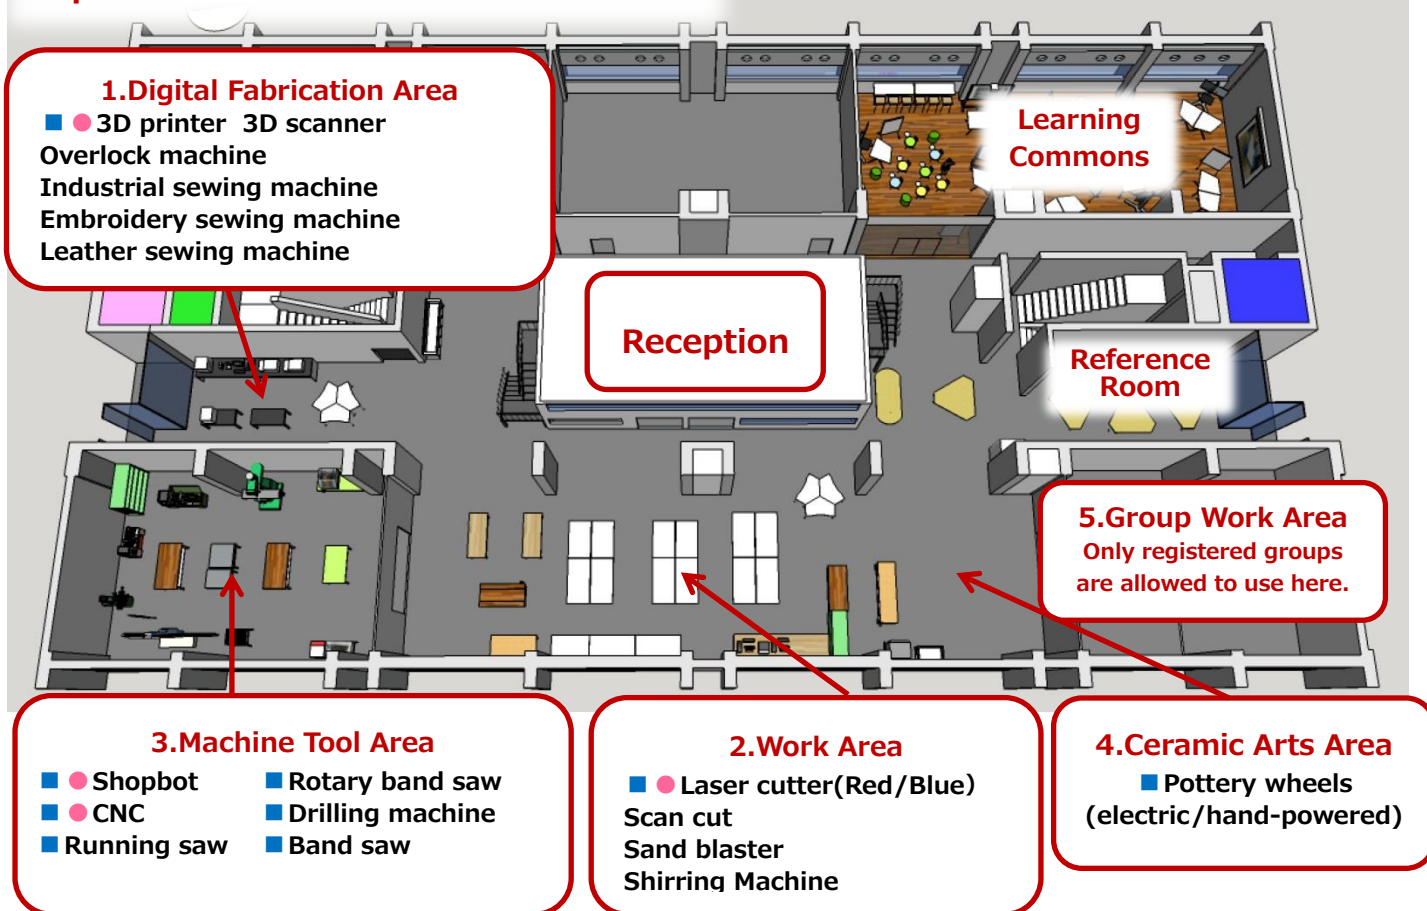 1.Digital Fabrication Area
■ ● 3D printer 3D scanner
Overlock machine
Industrial sewing machine
Embroidery sewing machine
Leather sewing machine
Learning
Commons
Reception
Reference
Room
5.Group Work Area
Only registered groups
are allowed to use here.
3.Machine Tool Area
■ ● Shopbot ■ Rotary band saw
■ ● CNC ■ Drilling machine
■ Running saw ■ Band saw
2.Work Area
■ ● Laser cutter(Red/Blue)
Scan cut
Sand blaster
Shirring Machine
4.Ceramic Arts Area
■ Pottery wheels
(electric/hand-powered)